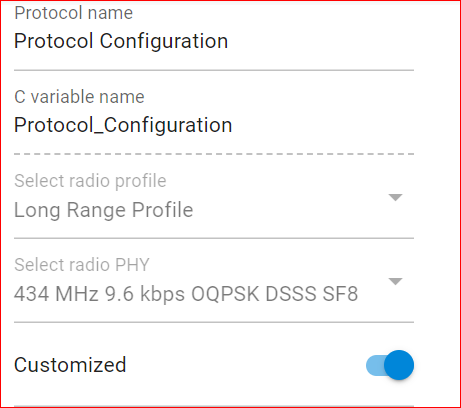 Protocol name
Protocol Configuration
C variable name
Protocol_Configuration
Select radio profile
Long Range Profile
Select radio PHY
434 MHz 9.6 kbps OQPSK DSSS SF8
Customized